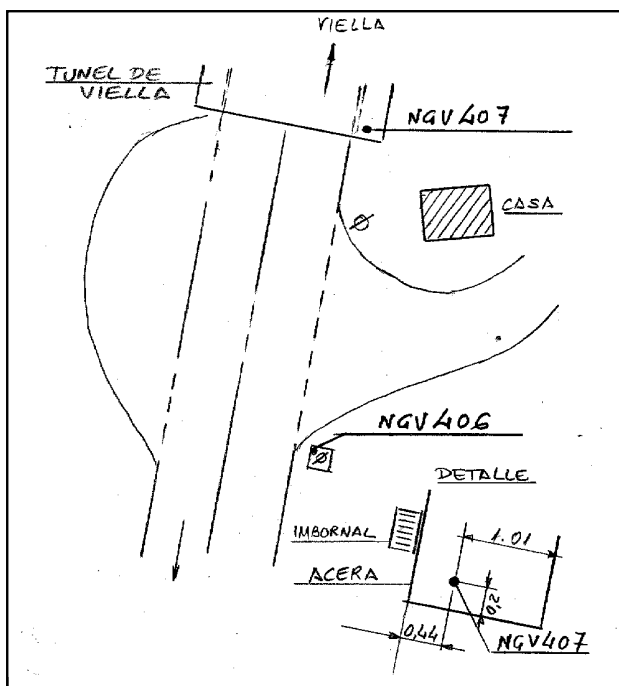 VIELLA
TUNEL DE
VIELLA
NGV407
CASA
NGV406
DETALLE
IMBORNAL
1.01
ACERA
0,2
0,44
NGV407